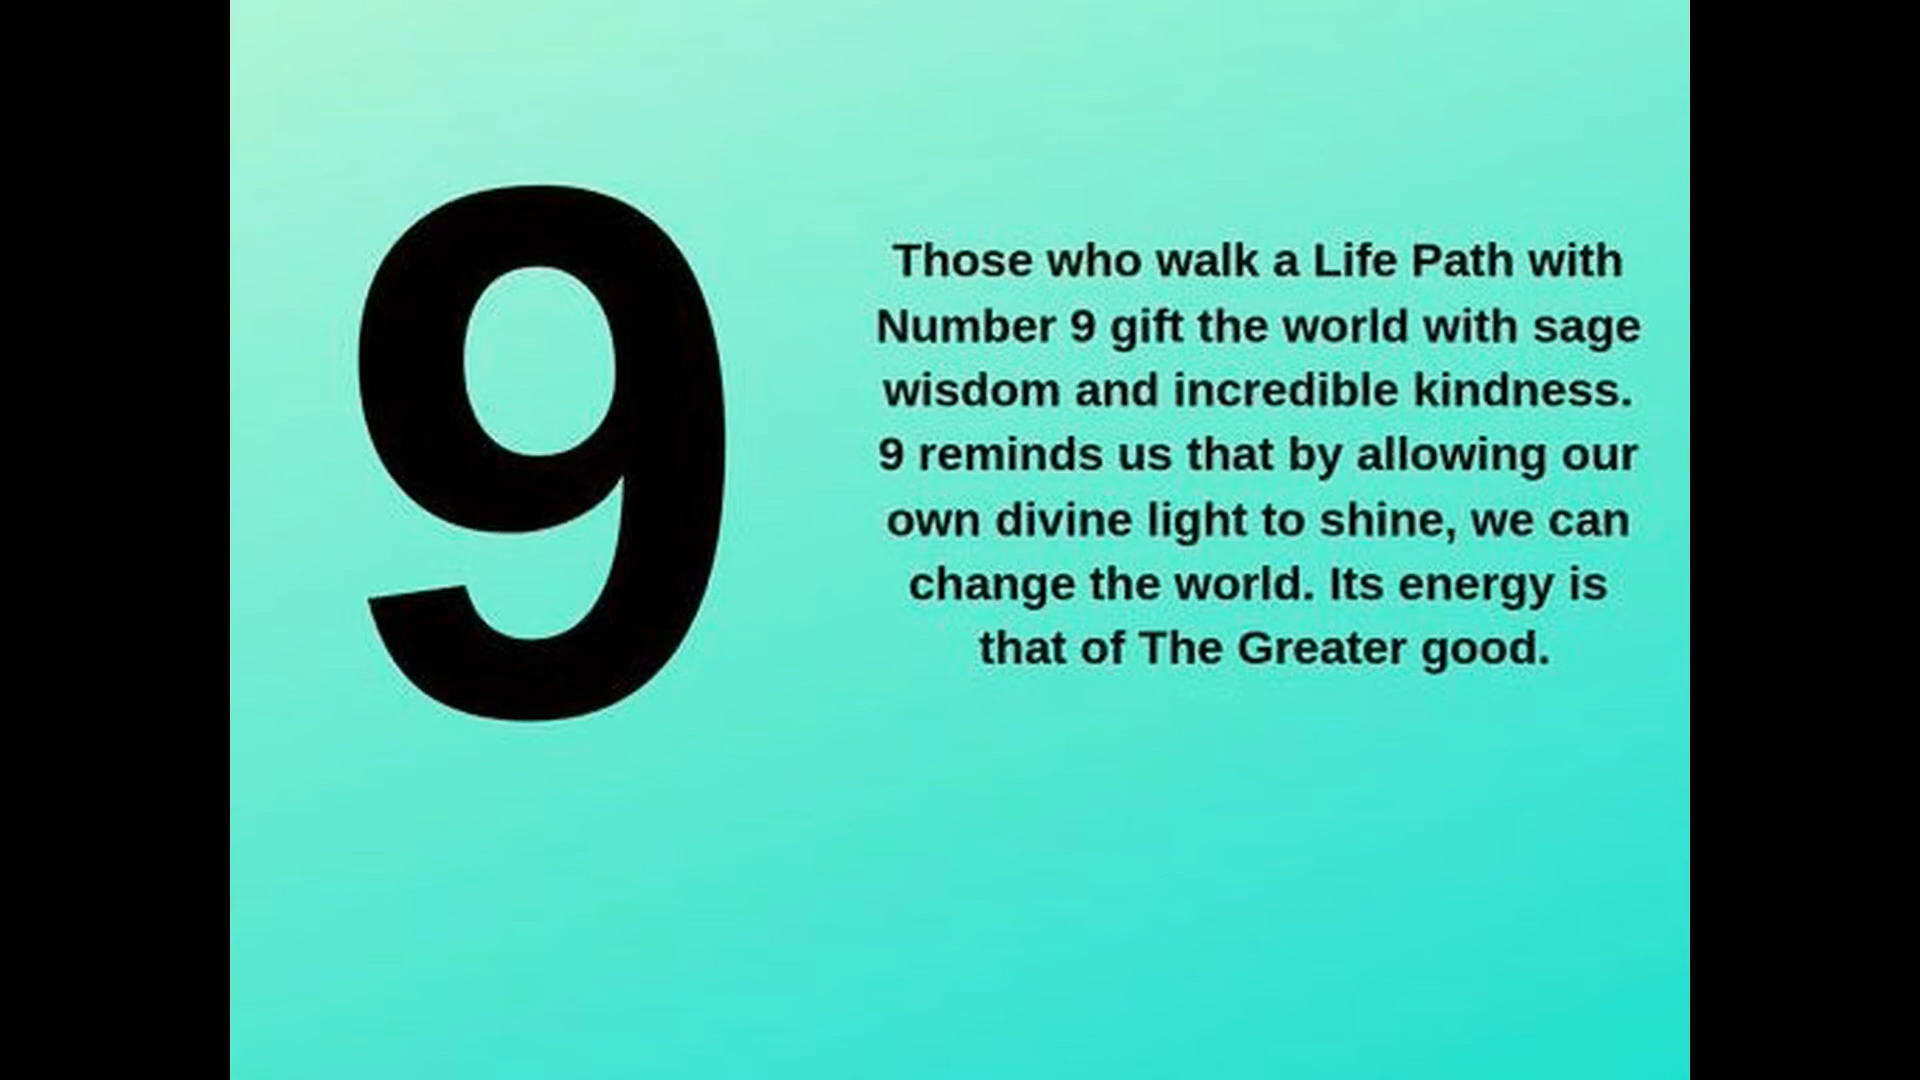 9
Those who walk a Life Path with
Number 9 gift the world with sage
wisdom and incredible kindness.
9 reminds us that by allowing our
own divine light to shine, we can
change the world. Its energy is
that of The Greater good.